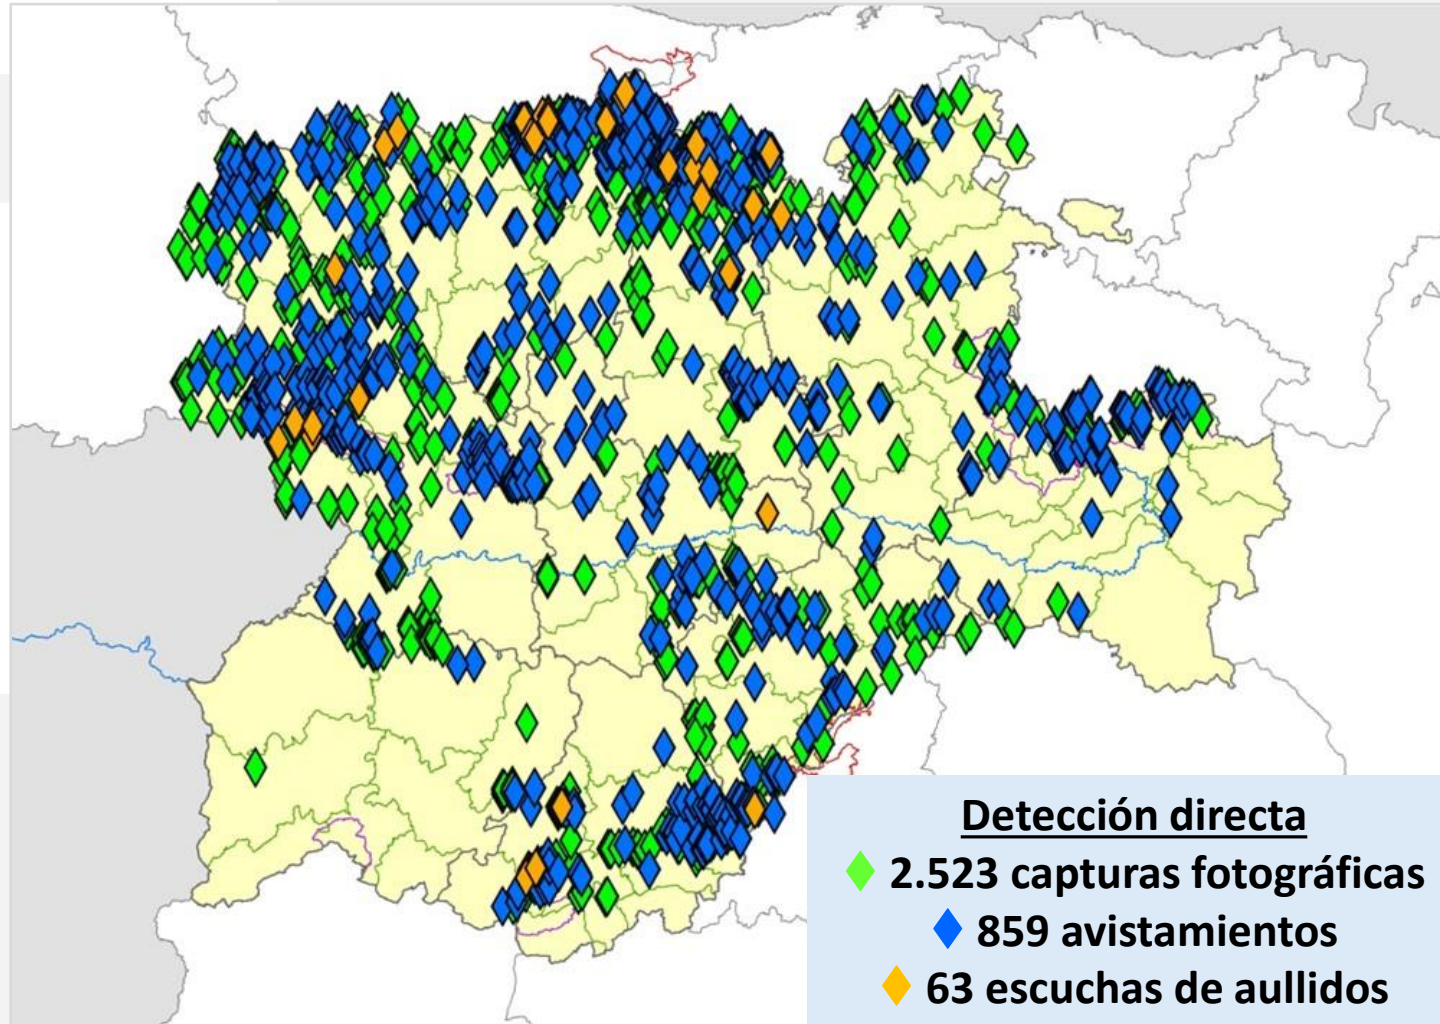 Detección directa
2.523 capturas fotográficas
859 avistamientos
63 escuchas de aullidos